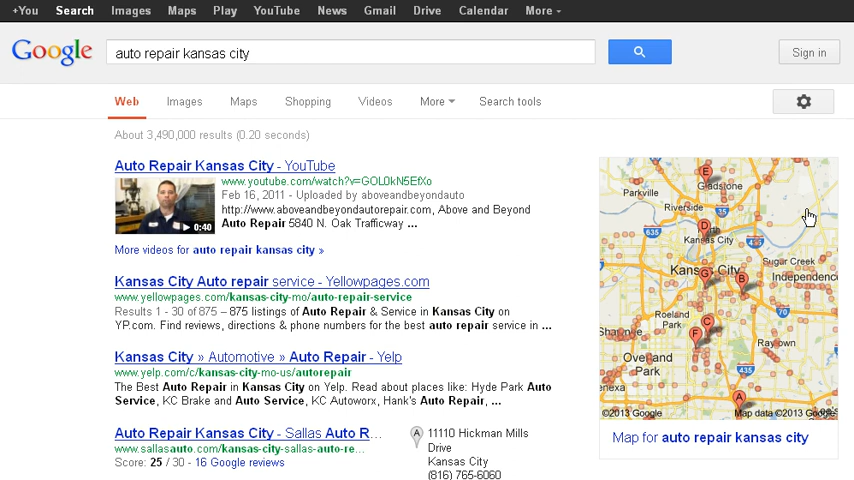 +You Search Images Maps Play YouTube News Gmail Drive Calendar More
Google auto repair kansas city Sign in
Web Images Maps Shopping Videos More Search tools
About 3,490,000 results (0.20 seconds)
Auto Repair Kansas City - YouTube
www.youtube.com/watch?v=GOL0kN5EfXo
Feb 16, 2011 - Uploaded by aboveandbeyondauto
http://www.aboveandbeyondautorepair.com, Above and Beyond
Auto Repair 5840 N. Oak Trafficway ...
0:40
More videos for auto repair kansas city »
Kansas City Auto repair service - Yellowpages.com
www.yellowpages.com/kansas-city-mo/auto-repair-service
Results 1 - 30 of 875 – 875 listings of Auto Repair & Service in Kansas City on
YP.com. Find reviews, directions & phone numbers for the best auto repair service in ...
Kansas City » Automotive » Auto Repair - Yelp
www.yelp.com/c/kansas-city-mo-us/autorepair
The Best Auto Repair in Kansas City on Yelp. Read about places like: Hyde Park Auto
Service, KC Brake and Auto Service, KC Autoworx, Hank's Auto Repair, ...
Auto Repair Kansas City - Sallas Auto R...
www.sallasauto.com/kansas-city-sallas-auto-re...
Score: 25 / 30 - 16 Google reviews
A 11110 Hickman Mills
Drive
Kansas City
(816) 765-6060
E
Gladstone
Parkville
Riverside
D
635
Kansas City
435
Sugar Creek
Kansas City
G
B
Independence
70
Roeland
Park
C
F
Raytown
Overland
Park
435
A
©2013 Google Map data ©2013 Google
Map for auto repair kansas city